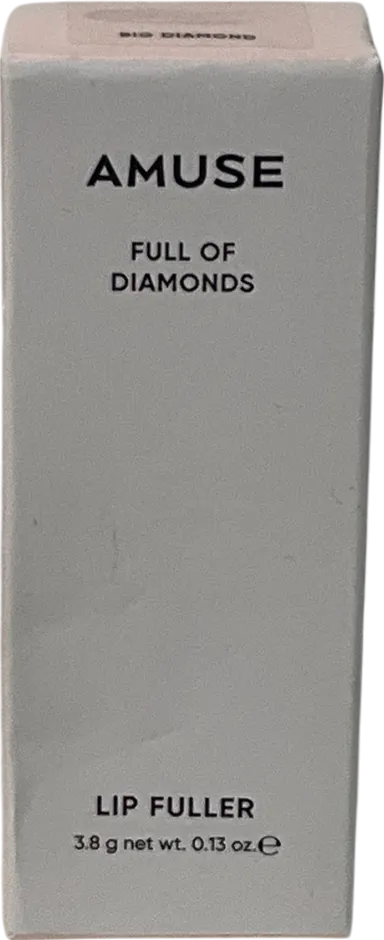 BIG DIAMOND
AMUSE
FULL OF
DIAMONDS
LIP FULLER
3.8 g net wt. 0.13 oz.℮